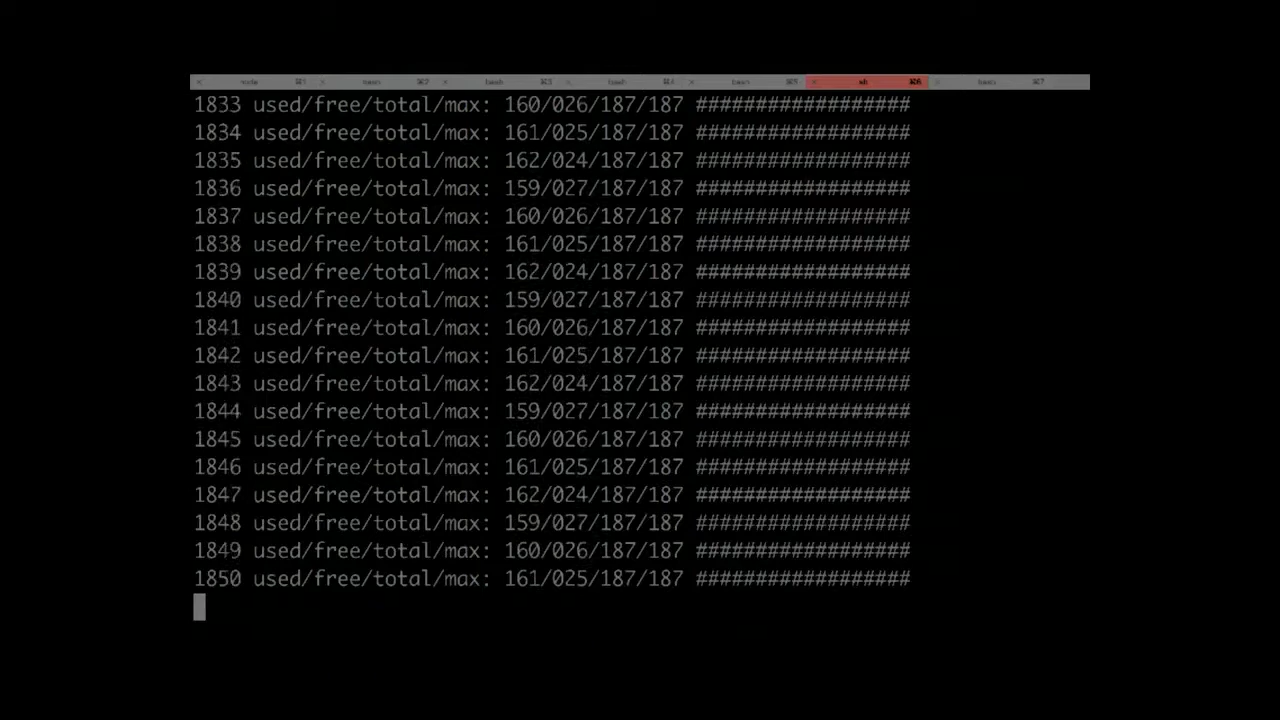 bash ⌘3
1833 used/free/total/max: 160/026/187/187 ##################
1834 used/free/total/max: 161/025/187/187 ##################
1835 used/free/total/max: 162/024/187/187 ##################
1836 used/free/total/max: 159/027/187/187 ##################
1837 used/free/total/max: 160/026/187/187 ##################
1838 used/free/total/max: 161/025/187/187 ##################
1839 used/free/total/max: 162/024/187/187 ##################
1840 used/free/total/max: 159/027/187/187 ##################
1841 used/free/total/max: 160/026/187/187 ##################
1842 used/free/total/max: 161/025/187/187 ##################
1843 used/free/total/max: 162/024/187/187 ##################
1844 used/free/total/max: 159/027/187/187 ##################
1845 used/free/total/max: 160/026/187/187 ##################
1846 used/free/total/max: 161/025/187/187 ##################
1847 used/free/total/max: 162/024/187/187 ##################
1848 used/free/total/max: 159/027/187/187 ##################
1849 used/free/total/max: 160/026/187/187 ##################
1850 used/free/total/max: 161/025/187/187 ##################